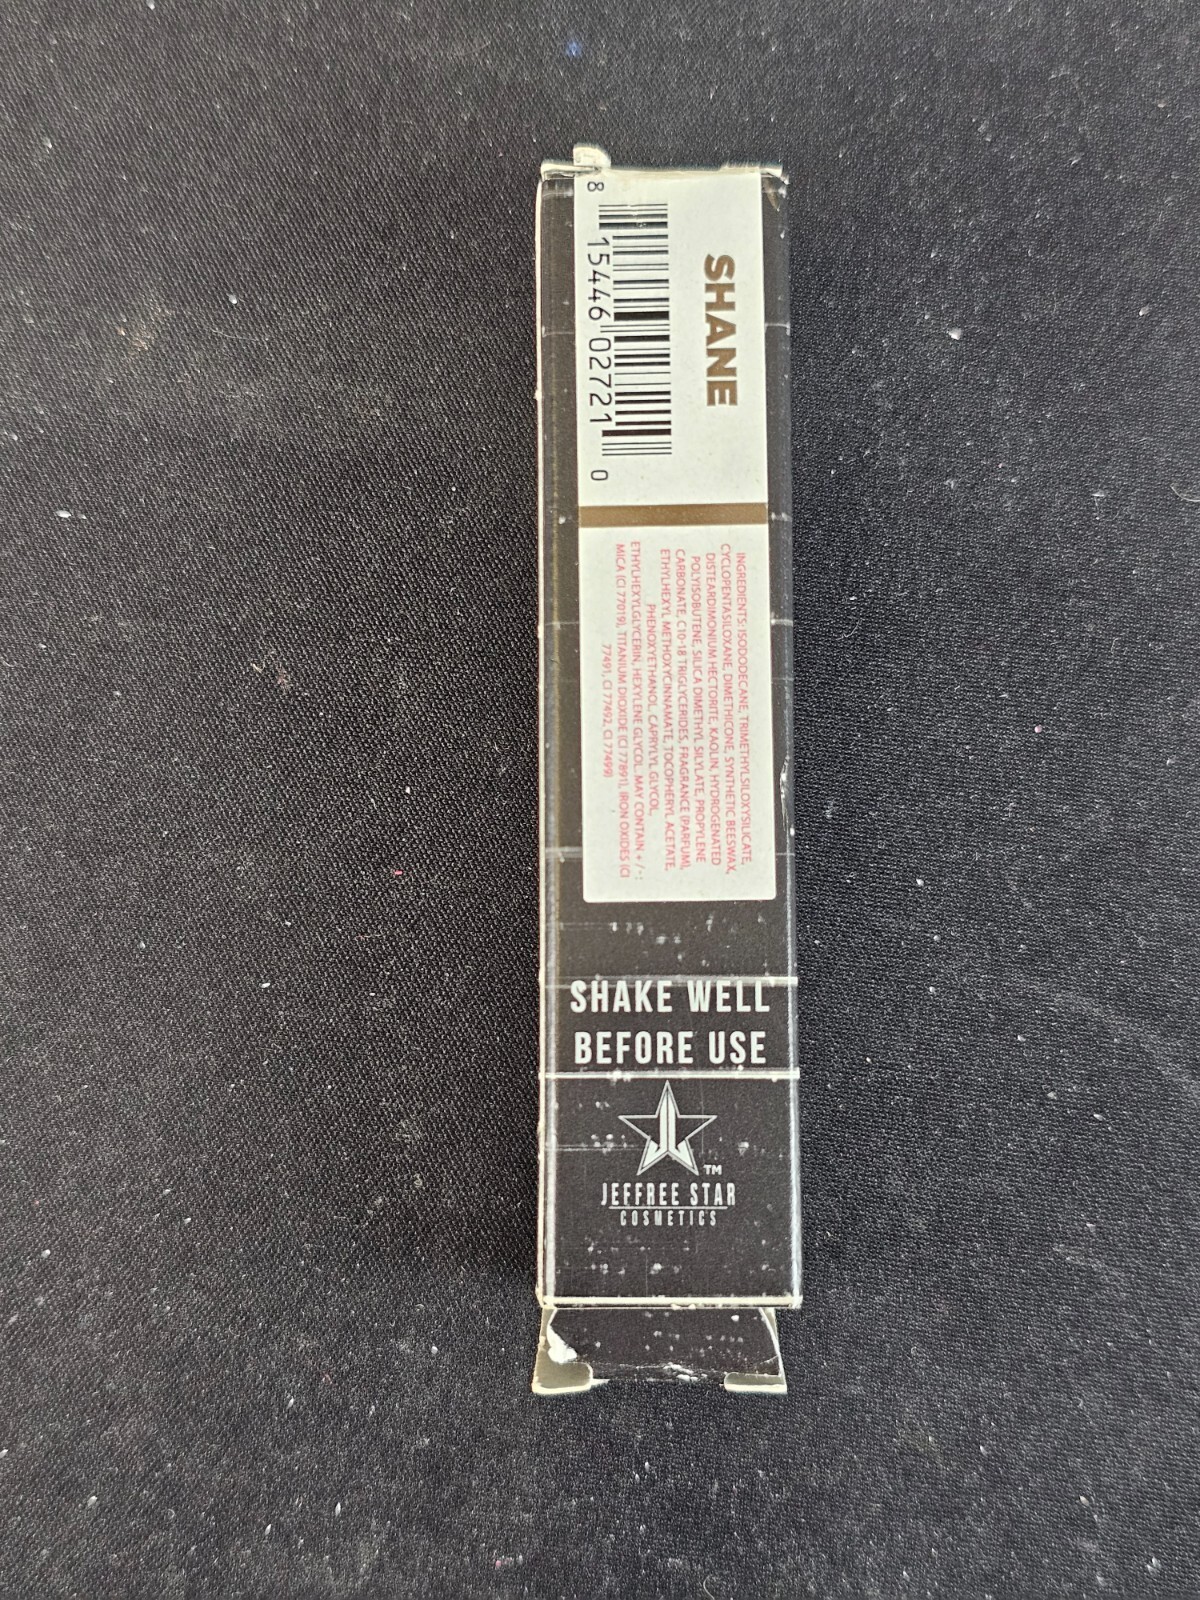 SHANE
8 15446 02721 0
INGREDIENTS: ISODODECANE, TRIMETHYLSILOXYSILICATE,
CYCLOPENTASILOXANE, DIMETHICONE, SYNTHETIC BEESWAX,
DISTEARDIMONIUM HECTORITE, KAOLIN, HYDROGENATED
POLYISOBUTENE, SILICA DIMETHYL SILYLATE, PROPYLENE
CARBONATE, C10-18 TRIGLYCERIDES, FRAGRANCE (PARFUM),
ETHYLHEXYL METHOXYCINNAMATE, TOCOPHERYL ACETATE,
PHENOXYETHANOL, CAPRYLYL GLYCOL,
ETHYLHEXYLGLYCERIN, HEXYLENE GLYCOL. MAY CONTAIN +/-:
MICA (CI 77019), TITANIUM DIOXIDE (CI 77891), IRON OXIDES (CI
77491, CI 77492, CI 77499)
SHAKE WELL
BEFORE USE
TM
JEFFREE STAR
COSMETICS